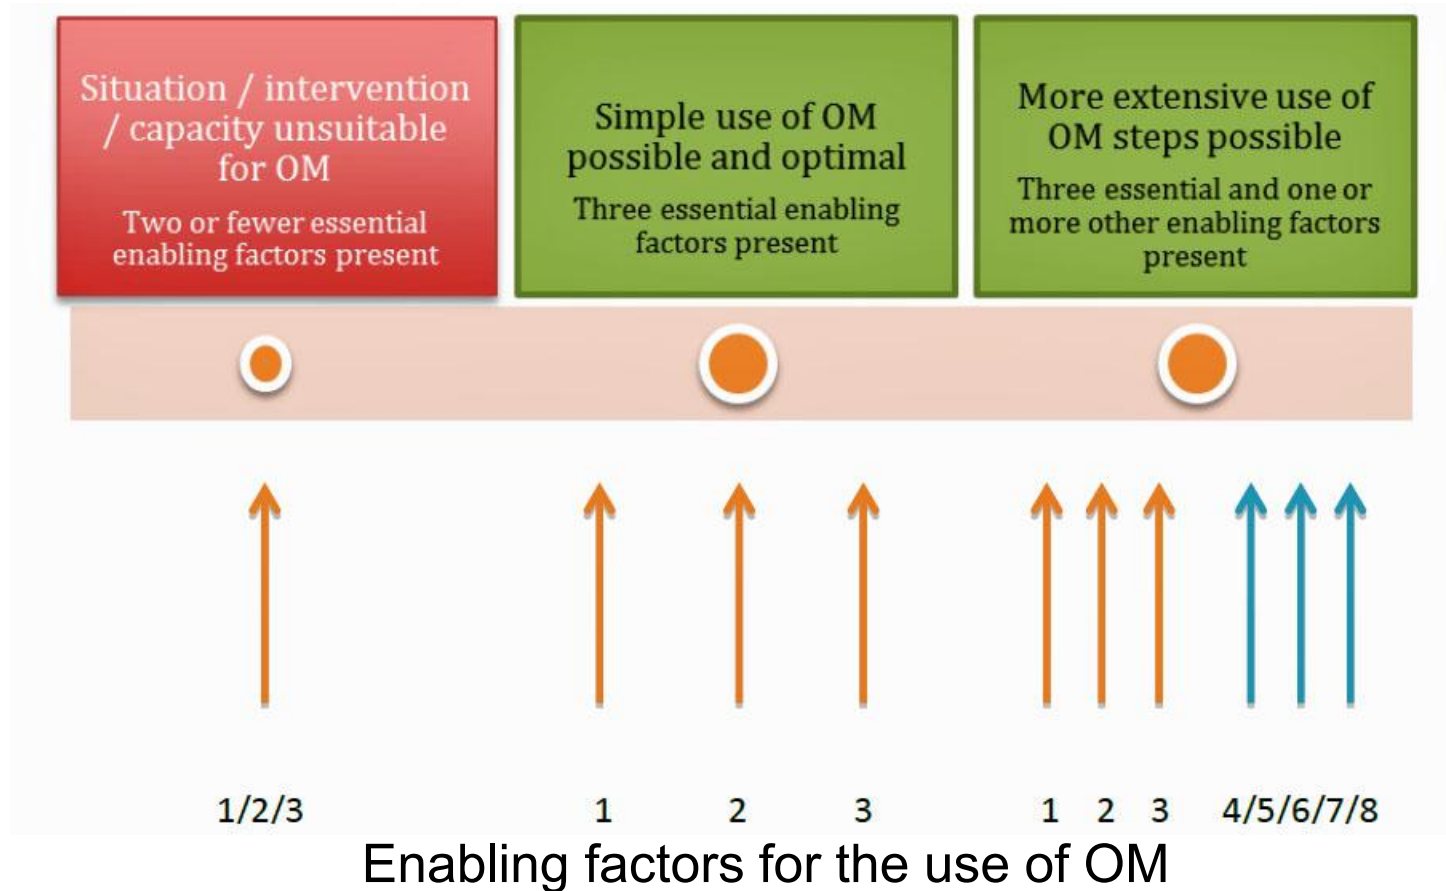 Situation / intervention
/ capacity unsuitable
for OM
Two or fewer essential
enabling factors present
Simple use of OM
possible and optimal
Three essential enabling
factors present
More extensive use of
OM steps possible
Three essential and one or
more other enabling factors
present
1/2/3
1 2 3
1 2 3 4/5/6/7/8
Enabling factors for the use of OM